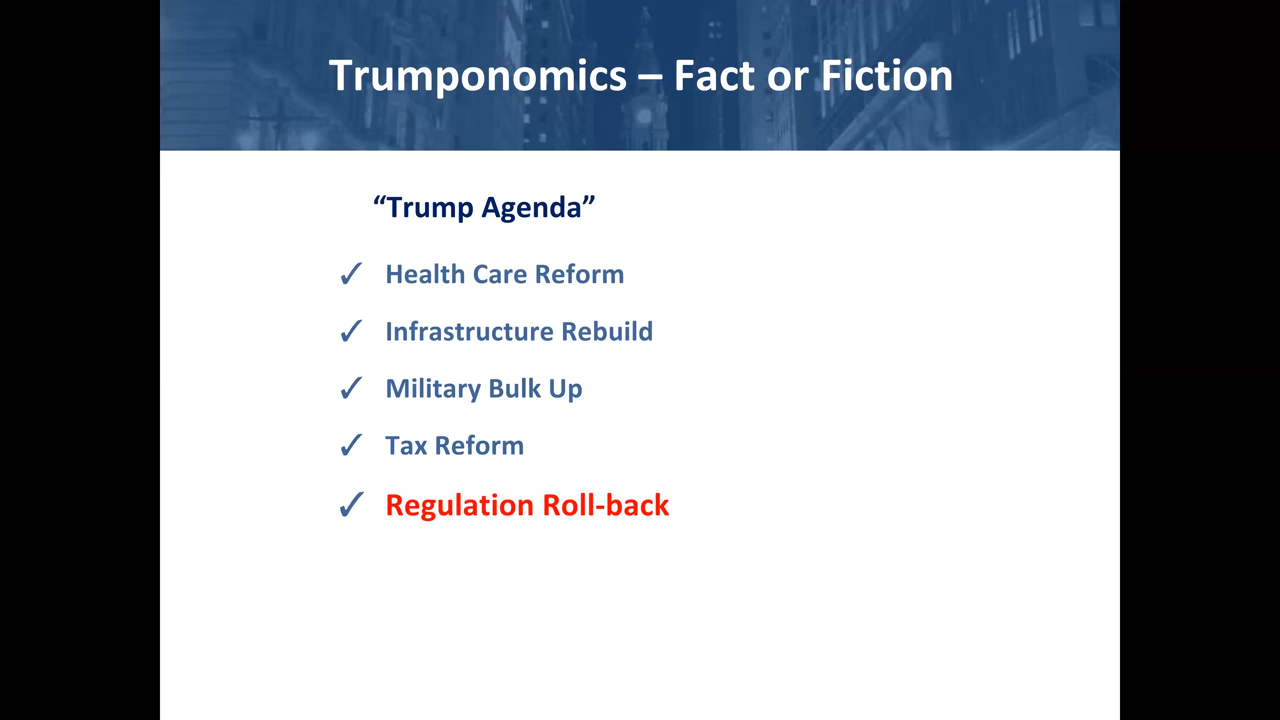 Trumponomics – Fact or Fiction
“Trump Agenda”
✓ Health Care Reform
✓ Infrastructure Rebuild
✓ Military Bulk Up
✓ Tax Reform
✓ Regulation Roll-back